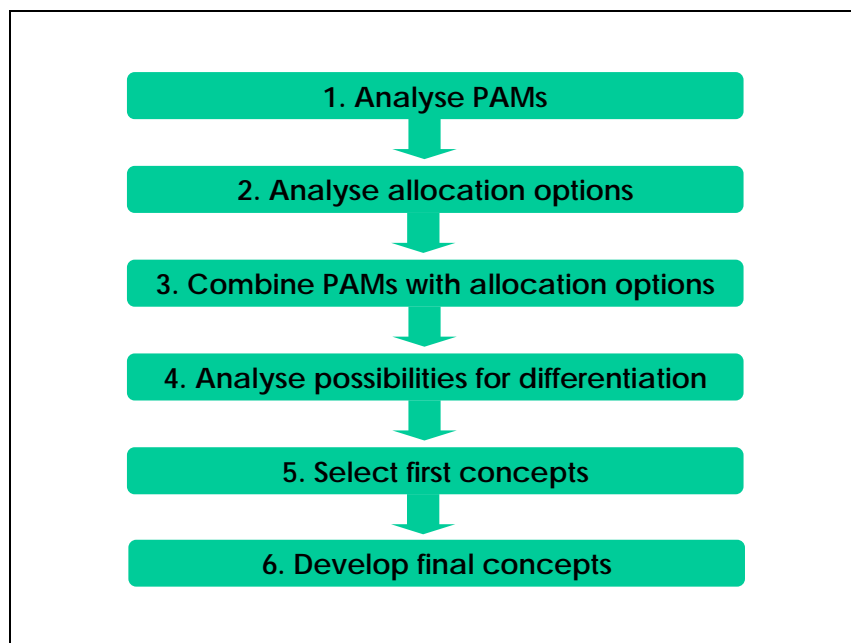 1. Analyse PAMs
2. Analyse allocation options
3. Combine PAMs with allocation options
4. Analyse possibilities for differentiation
5. Select first concepts
6. Develop final concepts